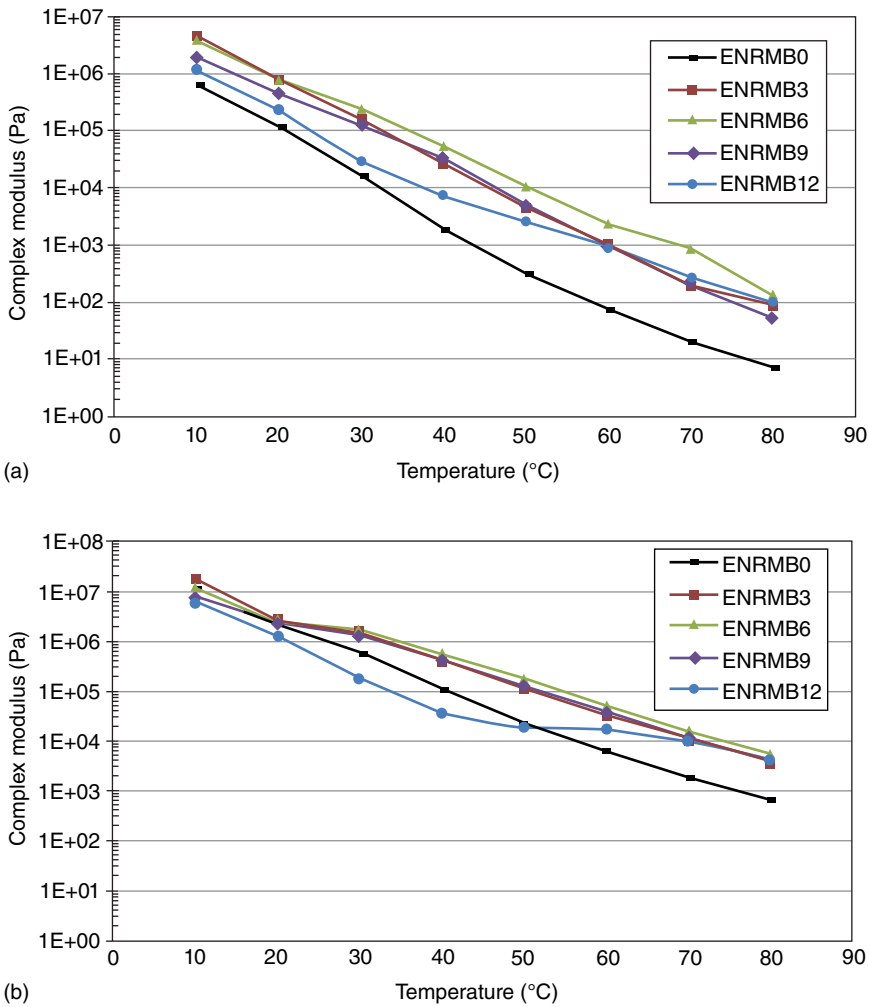 1E+07
1E+06
1E+05
1E+04
1E+03
1E+02
1E+01
1E+00
Complex modulus (Pa)
ENRMB0
ENRMB3
ENRMB6
ENRMB9
ENRMB12
0 10 20 30 40 50 60 70 80 90
Temperature (°C)
(a)
1E+08
1E+07
1E+06
1E+05
1E+04
1E+03
1E+02
1E+01
1E+00
Complex modulus (Pa)
ENRMB0
ENRMB3
ENRMB6
ENRMB9
ENRMB12
0 10 20 30 40 50 60 70 80 90
Temperature (°C)
(b)